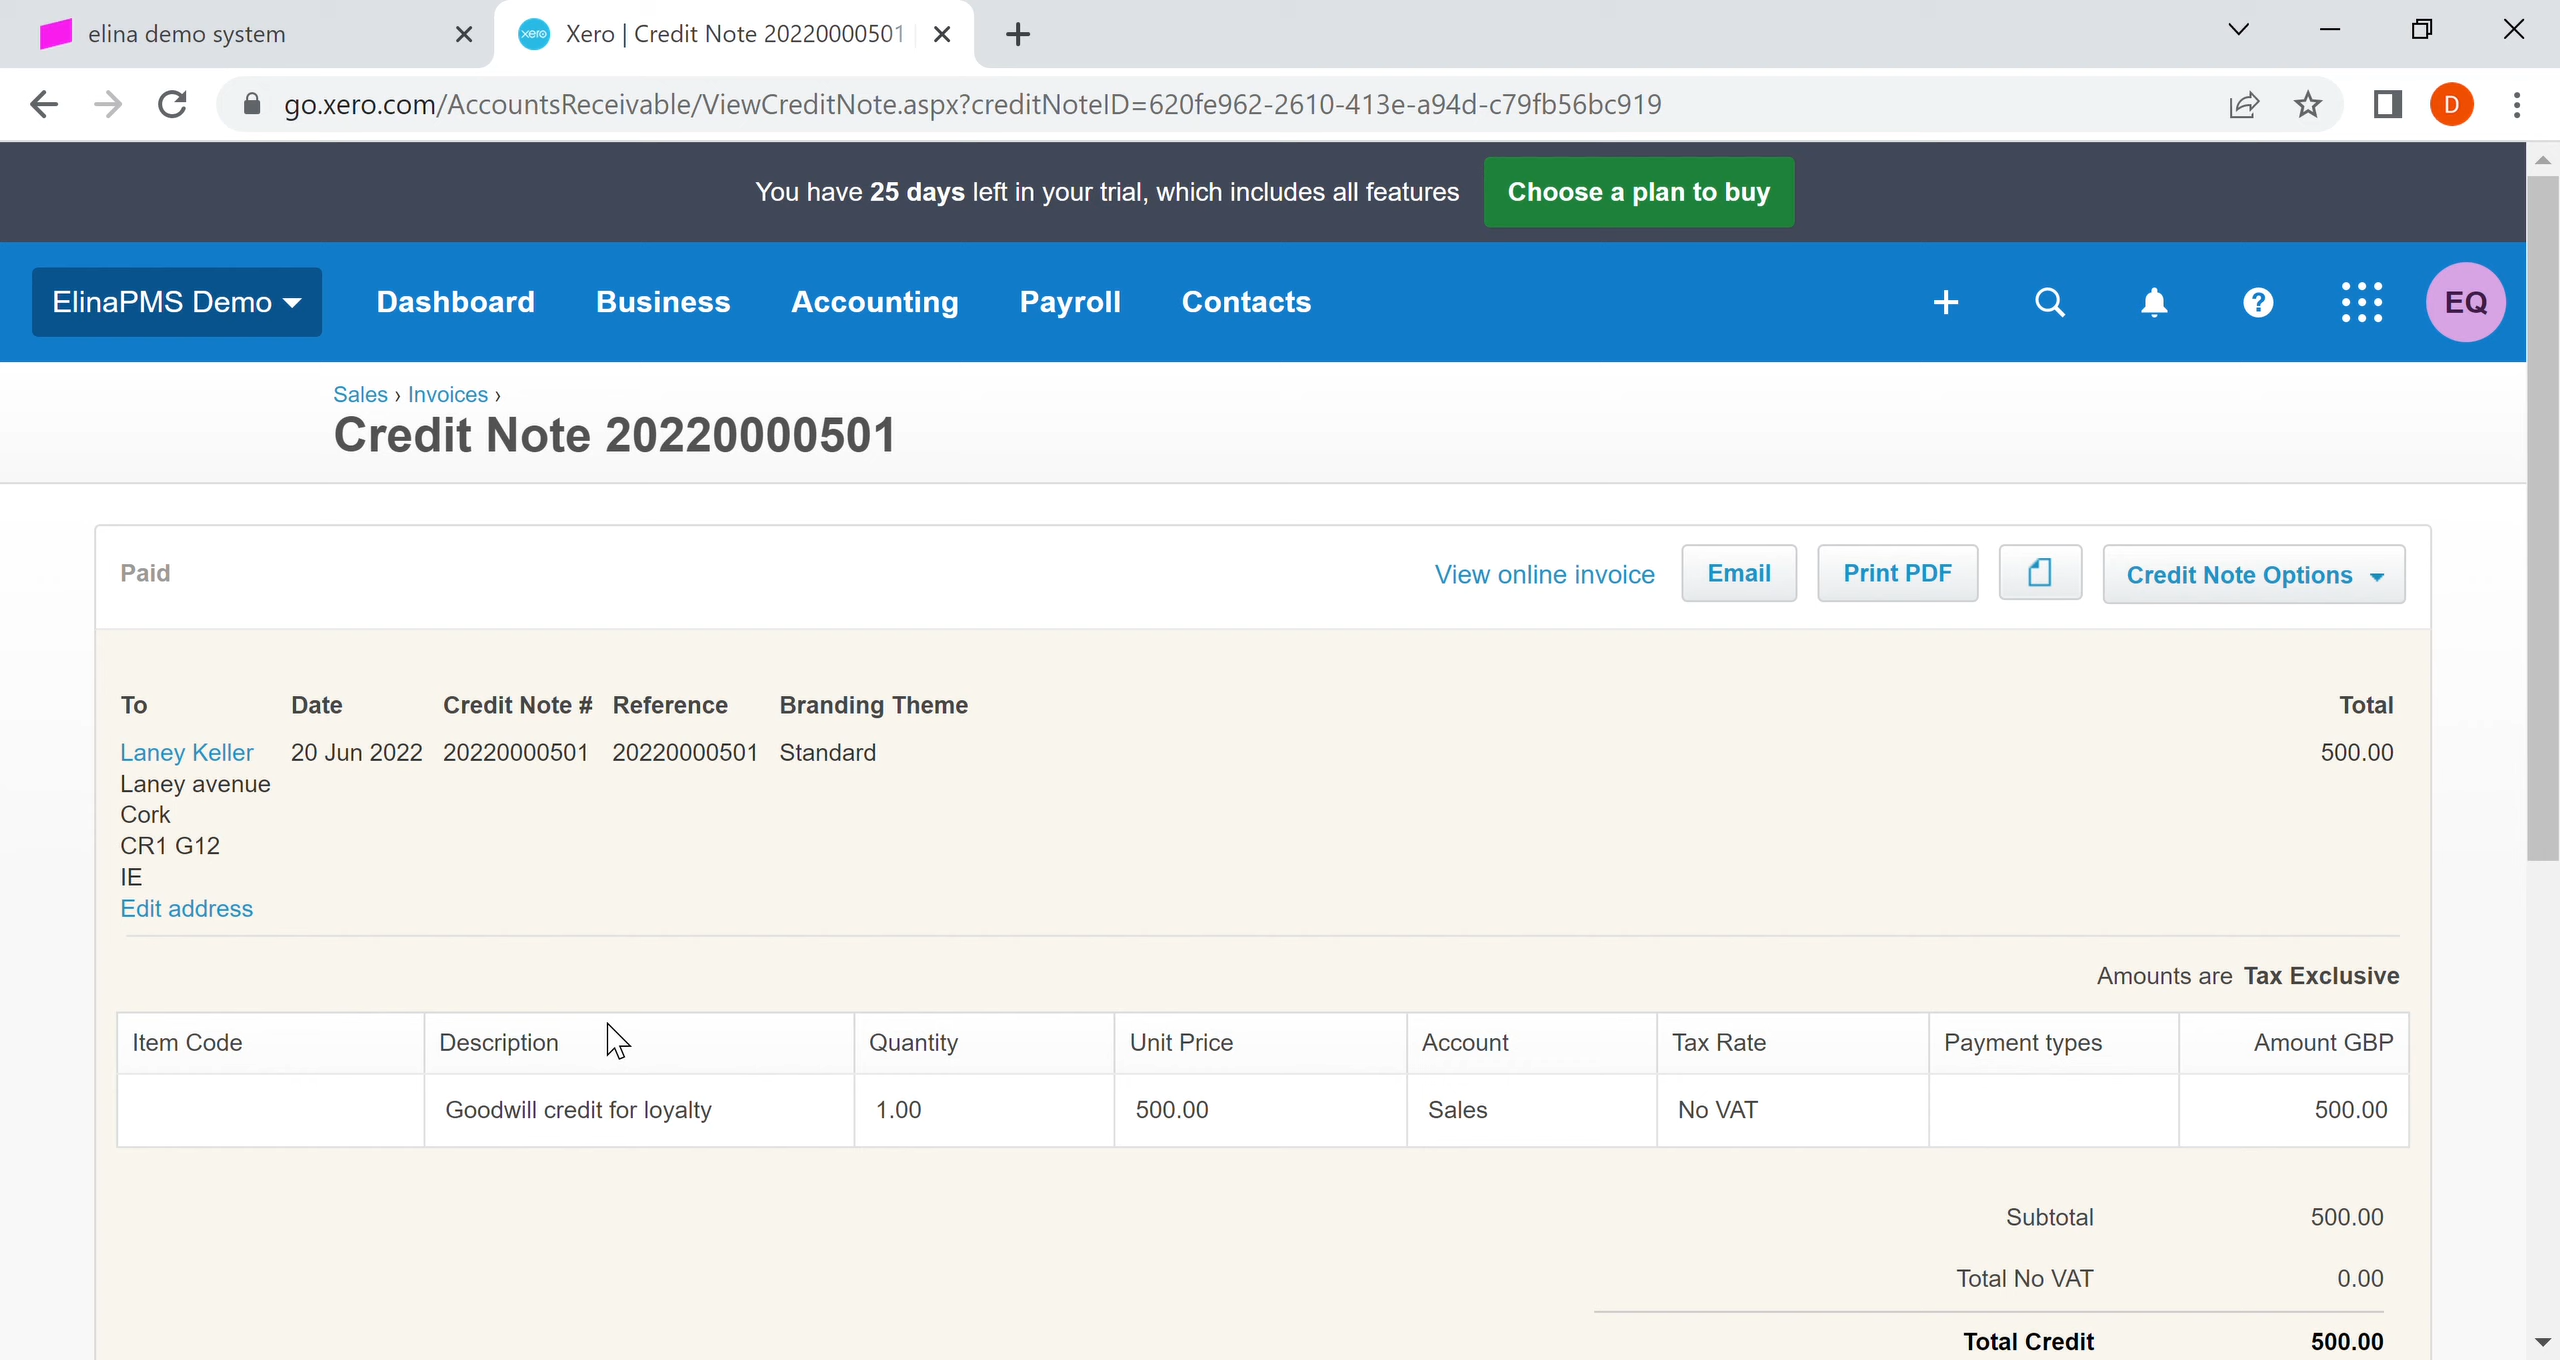 elina demo system
xero Xero | Credit Note 20220000501
go.xero.com/AccountsReceivable/ViewCreditNote.aspx?creditNoteID=620fe962-2610-413e-a94d-c79fb56bc919
D
You have 25 days left in your trial, which includes all features Choose a plan to buy
ElinaPMS Demo Dashboard Business Accounting Payroll Contacts + ? EQ
Sales › Invoices ›
Credit Note 20220000501
Paid View online invoice Email Print PDF Credit Note Options
To Date Credit Note # Reference Branding Theme Total
Laney Keller 20 Jun 2022 20220000501 20220000501 Standard 500.00
Laney avenue
Cork
CR1 G12
IE
Edit address
Amounts are Tax Exclusive
Item Code Description Quantity Unit Price Account Tax Rate Payment types Amount GBP
Goodwill credit for loyalty 1.00 500.00 Sales No VAT 500.00
Subtotal 500.00
Total No VAT 0.00
Total Credit 500.00